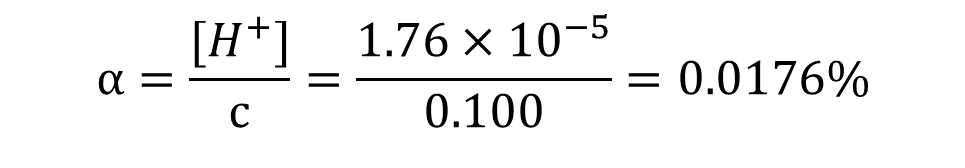 α = [H⁺]/c = 1.76 × 10⁻⁵/0.100 = 0.0176%